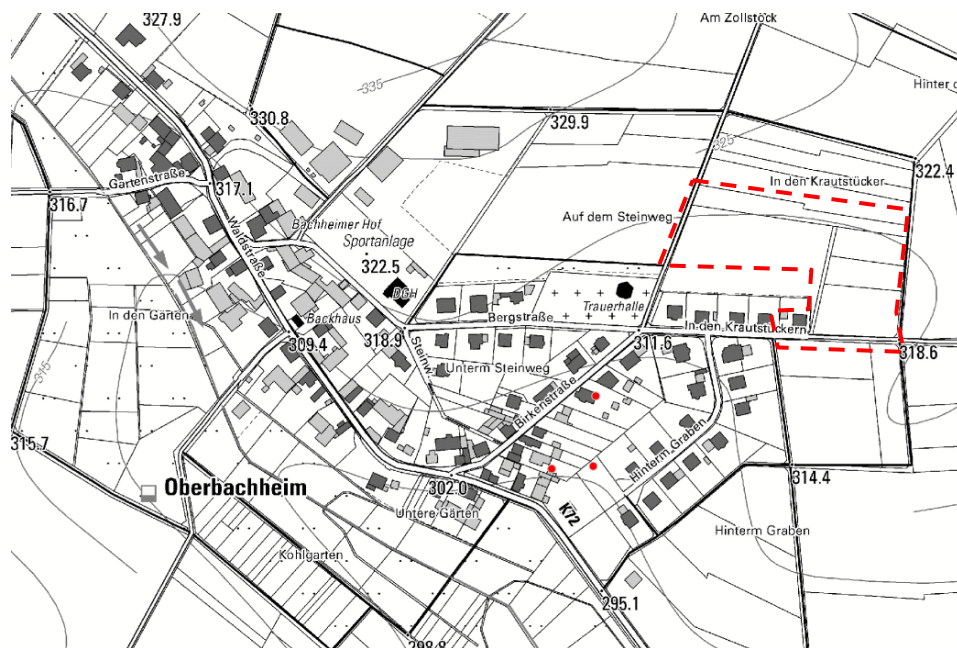 327.9
Am Zollstock
335
Hinter d
330.8
329.9
325
322.4
In den Krautstücker
Gartenstraße
317.1
316.7
Auf dem Steinweg
Bachheimer Hof
Sportanlage
Waldstraße
322.5
DGH
Trauerhalle
In den Gärten
Backhaus
Bergstraße
In den Krautstückern
309.4
318.9
311.6
318.6
Steinw.
Unterm Steinweg
315
Birkenstraße
315.7
Hinterm Graben
302.0
314.4
Oberbachheim
Untere Gärten
K72
Hinterm Graben
Kohlgarten
295.1
298.8